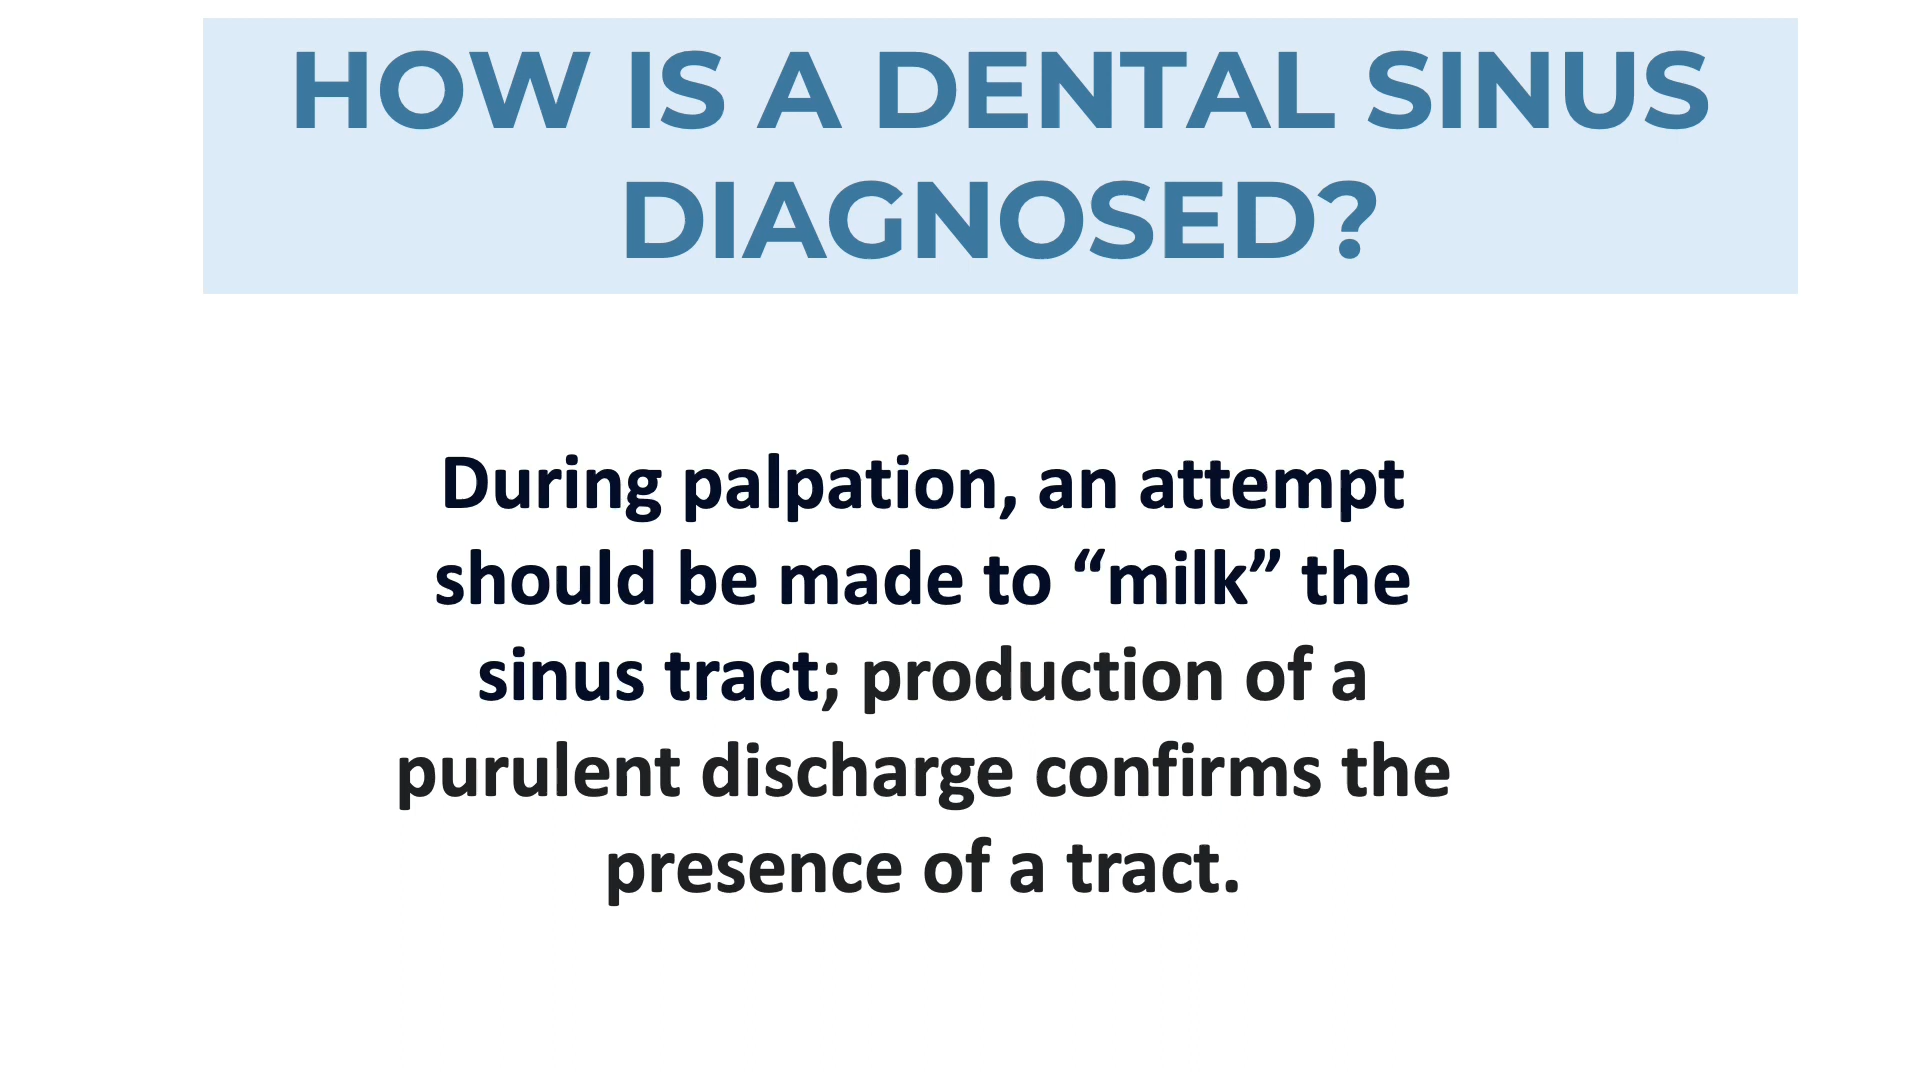 HOW IS A DENTAL SINUS
DIAGNOSED?
During palpation, an attempt
should be made to “milk” the
sinus tract; production of a
purulent discharge confirms the
presence of a tract.